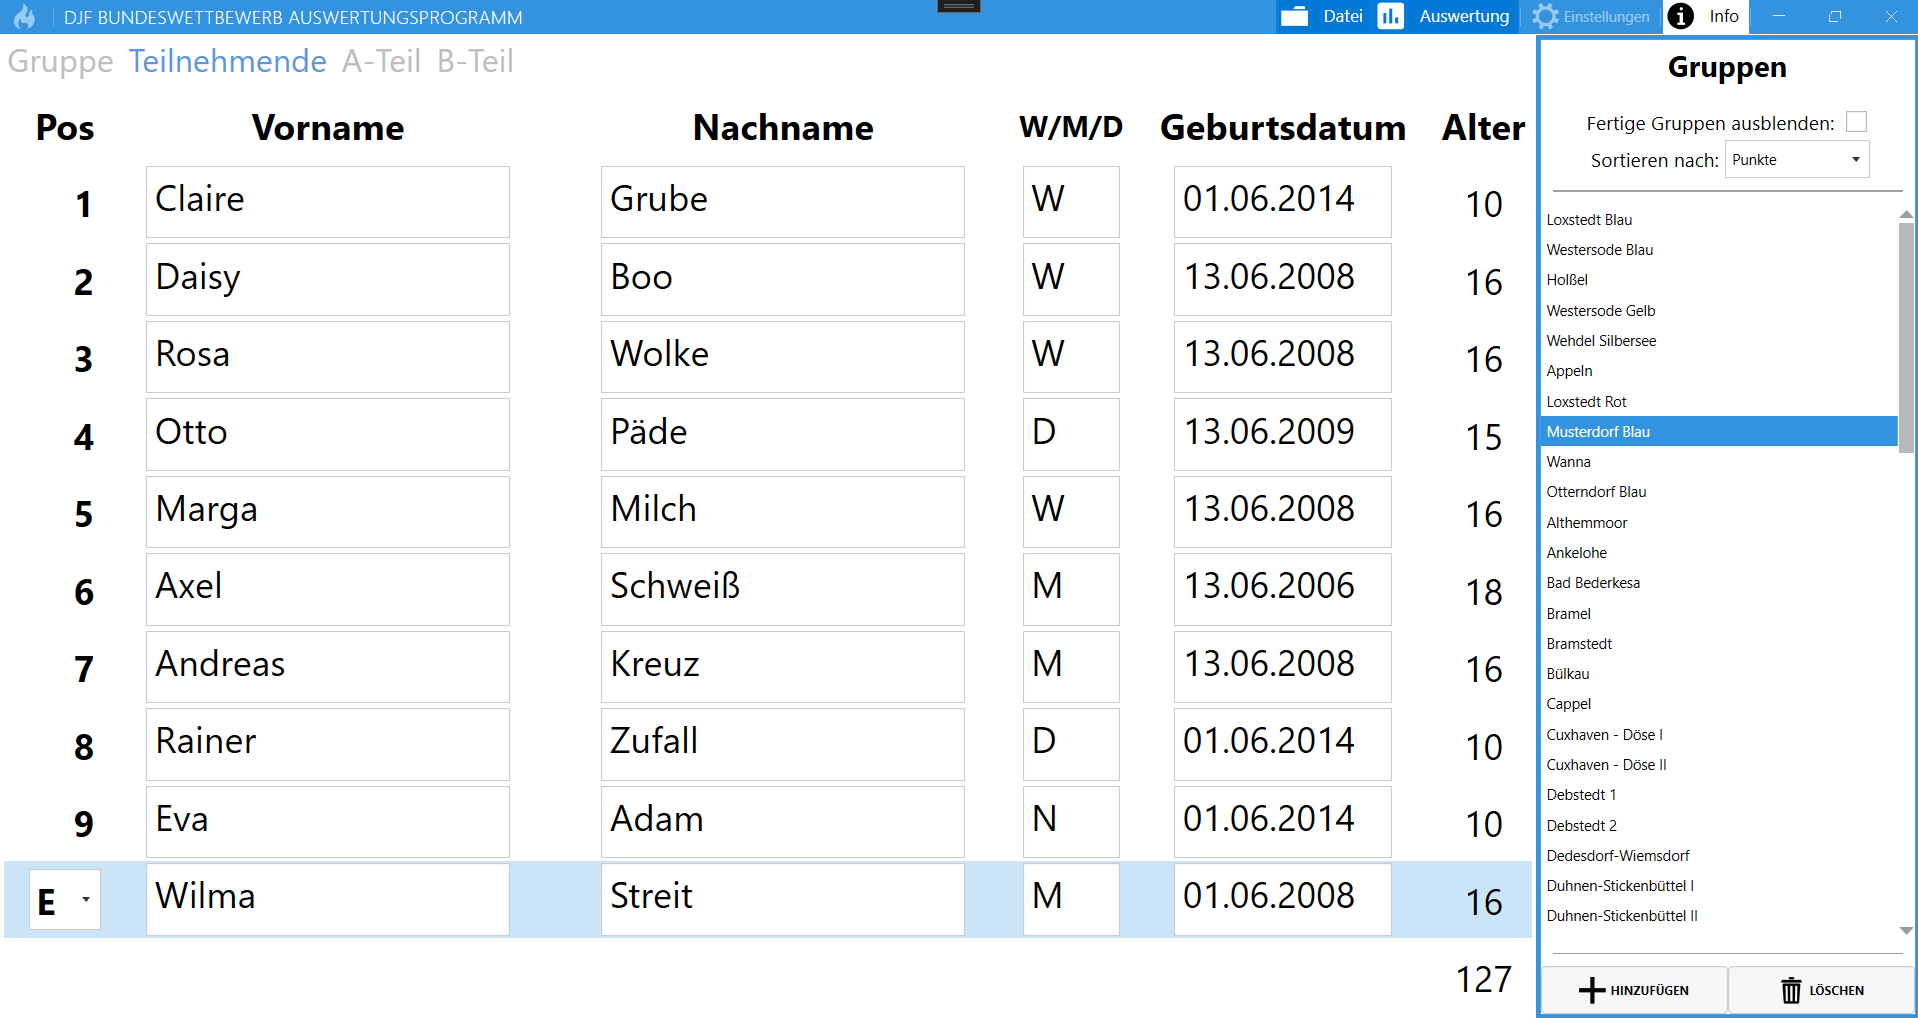 DJF BUNDESWETTBEWERB AUSWERTUNGSPROGRAMM
Datei Auswertung Einstellungen Info
Gruppe Teilnehmende A-Teil B-Teil
Pos Vorname Nachname W/M/D Geburtsdatum Alter
1 Claire Grube W 01.06.2014 10
2 Daisy Boo W 13.06.2008 16
3 Rosa Wolke W 13.06.2008 16
4 Otto Päde D 13.06.2009 15
5 Marga Milch W 13.06.2008 16
6 Axel Schweiß M 13.06.2006 18
7 Andreas Kreuz M 13.06.2008 16
8 Rainer Zufall D 01.06.2014 10
9 Eva Adam N 01.06.2014 10
E Wilma Streit M 01.06.2008 16
127
Gruppen
Fertige Gruppen ausblenden:
Sortieren nach: Punkte
Loxstedt Blau
Westersode Blau
Holßel
Westersode Gelb
Wehdel Silbersee
Appeln
Loxstedt Rot
Musterdorf Blau
Wanna
Otterndorf Blau
Althemmoor
Ankelohe
Bad Bederkesa
Bramel
Bramstedt
Bülkau
Cappel
Cuxhaven - Döse I
Cuxhaven - Döse II
Debstedt 1
Debstedt 2
Dedesdorf-Wiemsdorf
Duhnen-Stickenbüttel I
Duhnen-Stickenbüttel II
HINZUFÜGEN LÖSCHEN